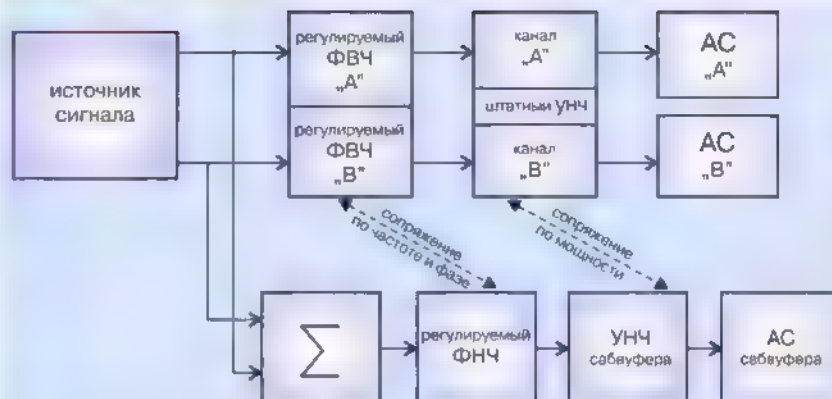 источник
сигнала
регулируемый
ФВЧ
„А"
регулируемый
ФВЧ
„В"
канал
„А"
штатный УНЧ
канал
„В"
АС
„А"
АС
„В"
сопряжение
по частоте и фазе
сопряжение
по мощности
Σ
регулируемый
ФНЧ
УНЧ
сабвуфера
АС
сабвуфера